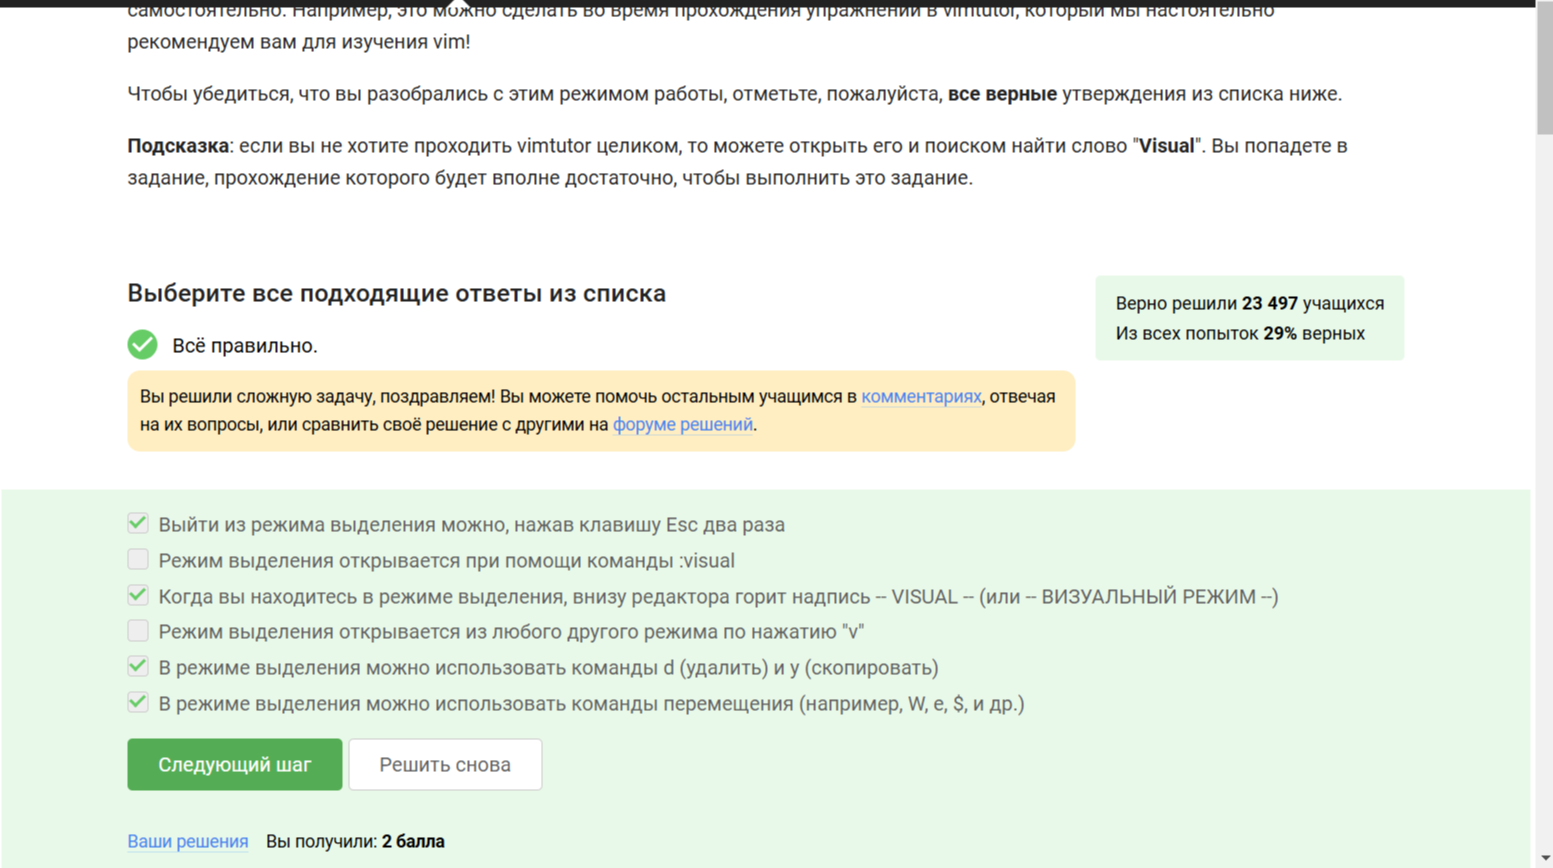 самостоятельно. Например, это можно сделать во время прохождения упражнений в vimtutor, который мы настоятельно
рекомендуем вам для изучения vim!
Чтобы убедиться, что вы разобрались с этим режимом работы, отметьте, пожалуйста, все верные утверждения из списка ниже.
Подсказка: если вы не хотите проходить vimtutor целиком, то можете открыть его и поиском найти слово "Visual". Вы попадете в
задание, прохождение которого будет вполне достаточно, чтобы выполнить это задание.
Выберите все подходящие ответы из списка
Верно решили 23 497 учащихся
Из всех попыток 29% верных
Всё правильно.
Вы решили сложную задачу, поздравляем! Вы можете помочь остальным учащимся в комментариях, отвечая
на их вопросы, или сравнить своё решение с другими на форуме решений.
Выйти из режима выделения можно, нажав клавишу Esc два раза
Режим выделения открывается при помощи команды :visual
Когда вы находитесь в режиме выделения, внизу редактора горит надпись -- VISUAL -- (или -- ВИЗУАЛЬНЫЙ РЕЖИМ --)
Режим выделения открывается из любого другого режима по нажатию "v"
В режиме выделения можно использовать команды d (удалить) и y (скопировать)
В режиме выделения можно использовать команды перемещения (например, W, e, $, и др.)
Следующий шаг
Решить снова
Ваши решения Вы получили: 2 балла